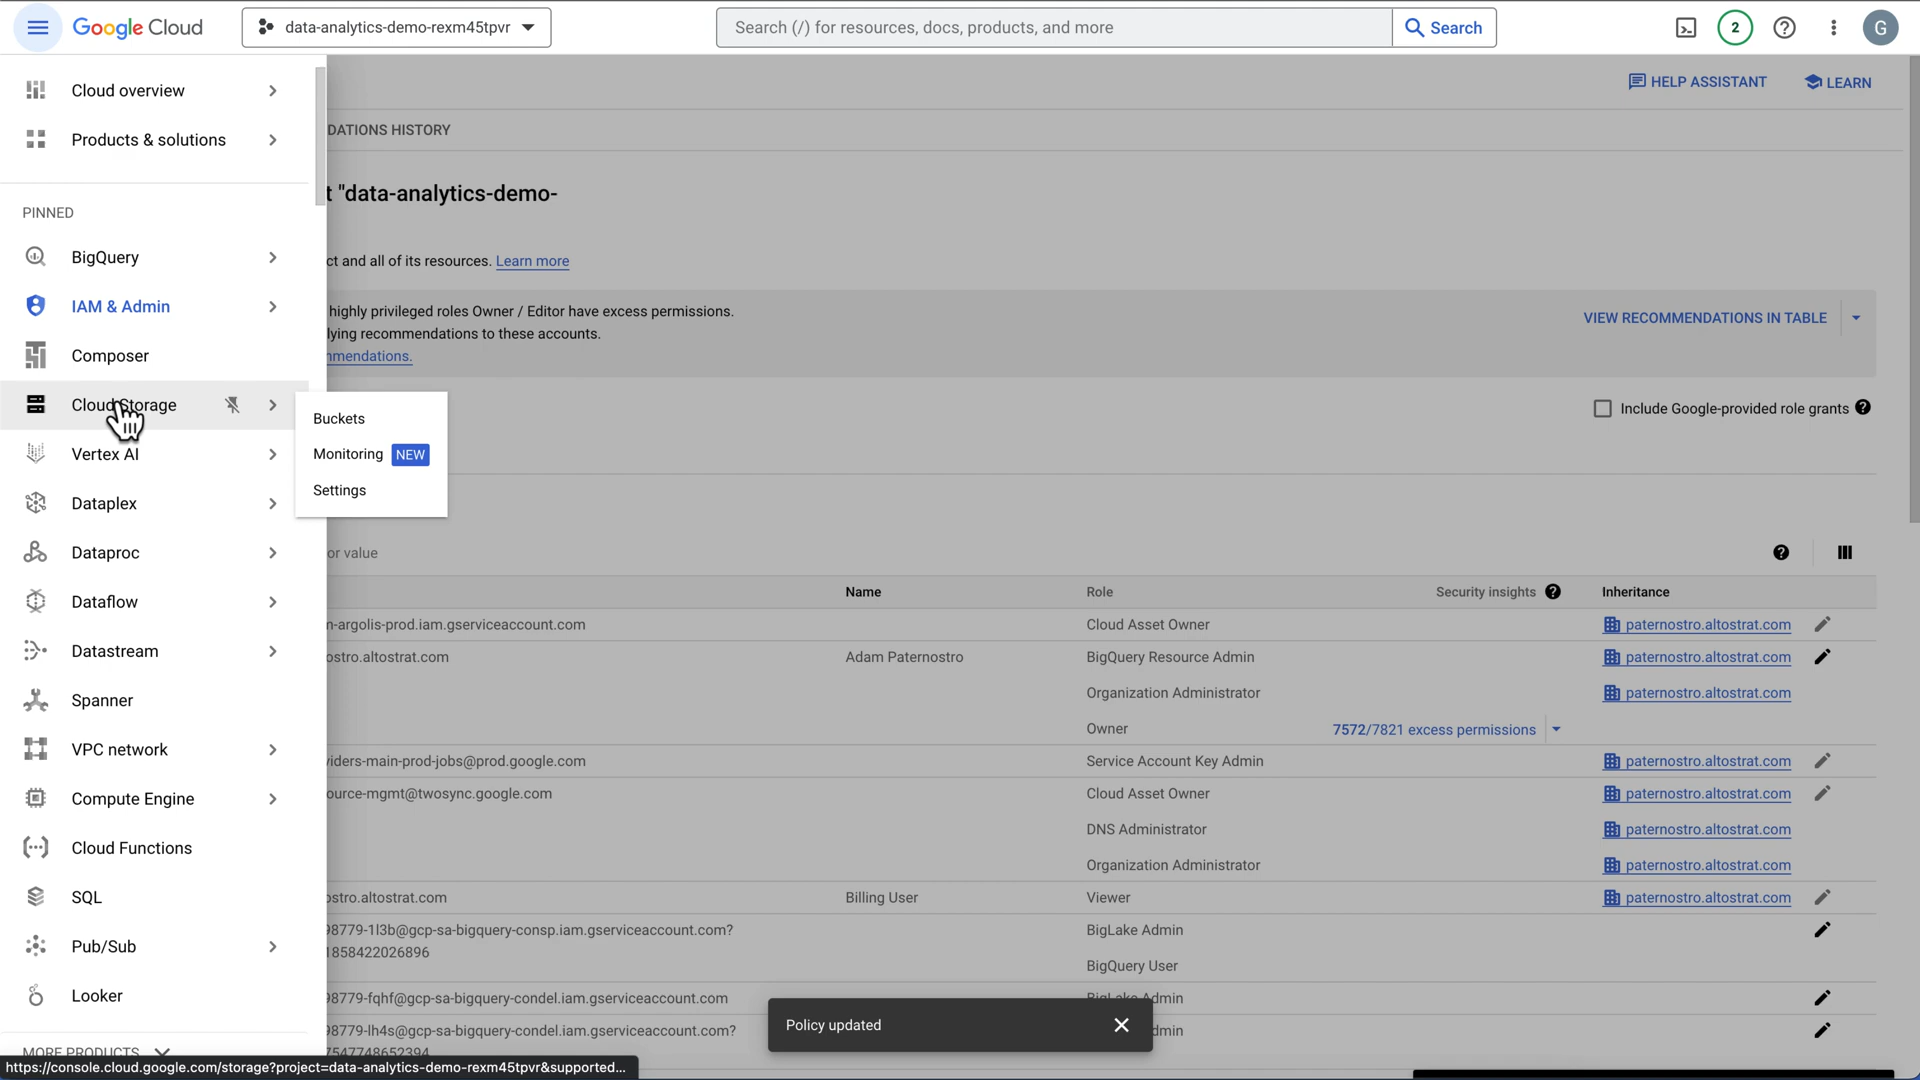 Google Cloud
data-analytics-demo-rexm45tpvr
Search (/) for resources, docs, products, and more
Search
2
G
Cloud overview
Products & solutions
PINNED
BigQuery
IAM & Admin
Composer
Cloud Storage
Vertex AI
Dataplex
Dataproc
Dataflow
Datastream
Spanner
VPC network
Compute Engine
Cloud Functions
SQL
Pub/Sub
Looker
MORE PRODUCTS
Buckets
Monitoring NEW
Settings
HELP ASSISTANT
LEARN
DATIONS HISTORY
t "data-analytics-demo-
ct and all of its resources. Learn more
highly privileged roles Owner / Editor have excess permissions.
lying recommendations to these accounts.
mmendations.
VIEW RECOMMENDATIONS IN TABLE
Include Google-provided role grants
or value
Name Role Security insights Inheritance
n-argolis-prod.iam.gserviceaccount.com Cloud Asset Owner paternostro.altostrat.com
ostro.altostrat.com Adam Paternostro BigQuery Resource Admin paternostro.altostrat.com
Organization Administrator paternostro.altostrat.com
Owner 7572/7821 excess permissions
viders-main-prod-jobs@prod.google.com Service Account Key Admin paternostro.altostrat.com
ource-mgmt@twosync.google.com Cloud Asset Owner paternostro.altostrat.com
DNS Administrator paternostro.altostrat.com
Organization Administrator paternostro.altostrat.com
ostro.altostrat.com Billing User Viewer paternostro.altostrat.com
98779-1l3b@gcp-sa-bigquery-consp.iam.gserviceaccount.com? BigLake Admin
1858422026896
BigQuery User
98779-fqhf@gcp-sa-bigquery-condel.iam.gserviceaccount.com BigLake Admin
98779-lh4s@gcp-sa-bigquery-condel.iam.gserviceaccount.com? dmin
7547748652394
Policy updated
https://console.cloud.google.com/storage?project=data-analytics-demo-rexm45tpvr&supported...